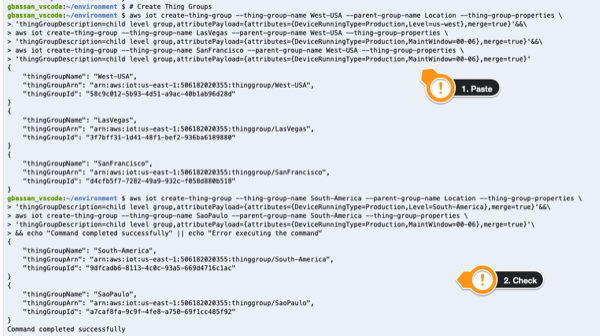 gbassan_vscode:~/environment $ # Create Thing Groups
gbassan_vscode:~/environment $ aws iot create-thing-group --thing-group-name West-USA --parent-group-name Location --thing-group-properties \
> 'thingGroupDescription=child level group,attributePayload={attributes={DeviceRunningType=Production,Level=us-west},merge=true}'&&\
> aws iot create-thing-group --thing-group-name LasVegas --parent-group-name West-USA --thing-group-properties \
> 'thingGroupDescription=child level group,attributePayload={attributes={DeviceRunningType=Production,MaintWindow=00-06},merge=true}'&&\
> aws iot create-thing-group --thing-group-name SanFrancisco --parent-group-name West-USA --thing-group-properties \
> 'thingGroupDescription=child level group,attributePayload={attributes={DeviceRunningType=Production,MaintWindow=00-06},merge=true}'
{
"thingGroupName": "West-USA",
"thingGroupArn": "arn:aws:iot:us-east-1:506182020355:thinggroup/West-USA",
"thingGroupId": "58c9c012-5b93-4d51-a9ac-40b1ab96d28d"
}
{
"thingGroupName": "LasVegas",
"thingGroupArn": "arn:aws:iot:us-east-1:506182020355:thinggroup/LasVegas",
"thingGroupId": "3f7bff31-1d41-48f1-bef2-936ba6189880"
}
{
"thingGroupName": "SanFrancisco",
"thingGroupArn": "arn:aws:iot:us-east-1:506182020355:thinggroup/SanFrancisco",
"thingGroupId": "d4cfb5f7-7282-49a9-932c-f058d880b518"
}
1. Paste
gbassan_vscode:~/environment $ aws iot create-thing-group --thing-group-name South-America --parent-group-name Location --thing-group-properties \
> 'thingGroupDescription=child level group,attributePayload={attributes={DeviceRunningType=Production,Level=South-America},merge=true}'&&\
> aws iot create-thing-group --thing-group-name SaoPaulo --parent-group-name South-America --thing-group-properties \
> 'thingGroupDescription=child level group,attributePayload={attributes={DeviceRunningType=Production,MaintWindow=00-06},merge=true}'\
> && echo "Command completed successfully" || echo "Error executing the command"
{
"thingGroupName": "South-America",
"thingGroupArn": "arn:aws:iot:us-east-1:506182020355:thinggroup/South-America",
"thingGroupId": "9dfcadb6-8113-4c0c-93a5-669d4716c1ac"
}
{
"thingGroupName": "SaoPaulo",
"thingGroupArn": "arn:aws:iot:us-east-1:506182020355:thinggroup/SaoPaulo",
"thingGroupId": "a7caf8fa-9c9f-4fe8-a750-69f1cc485f92"
}
2. Check
Command completed successfully